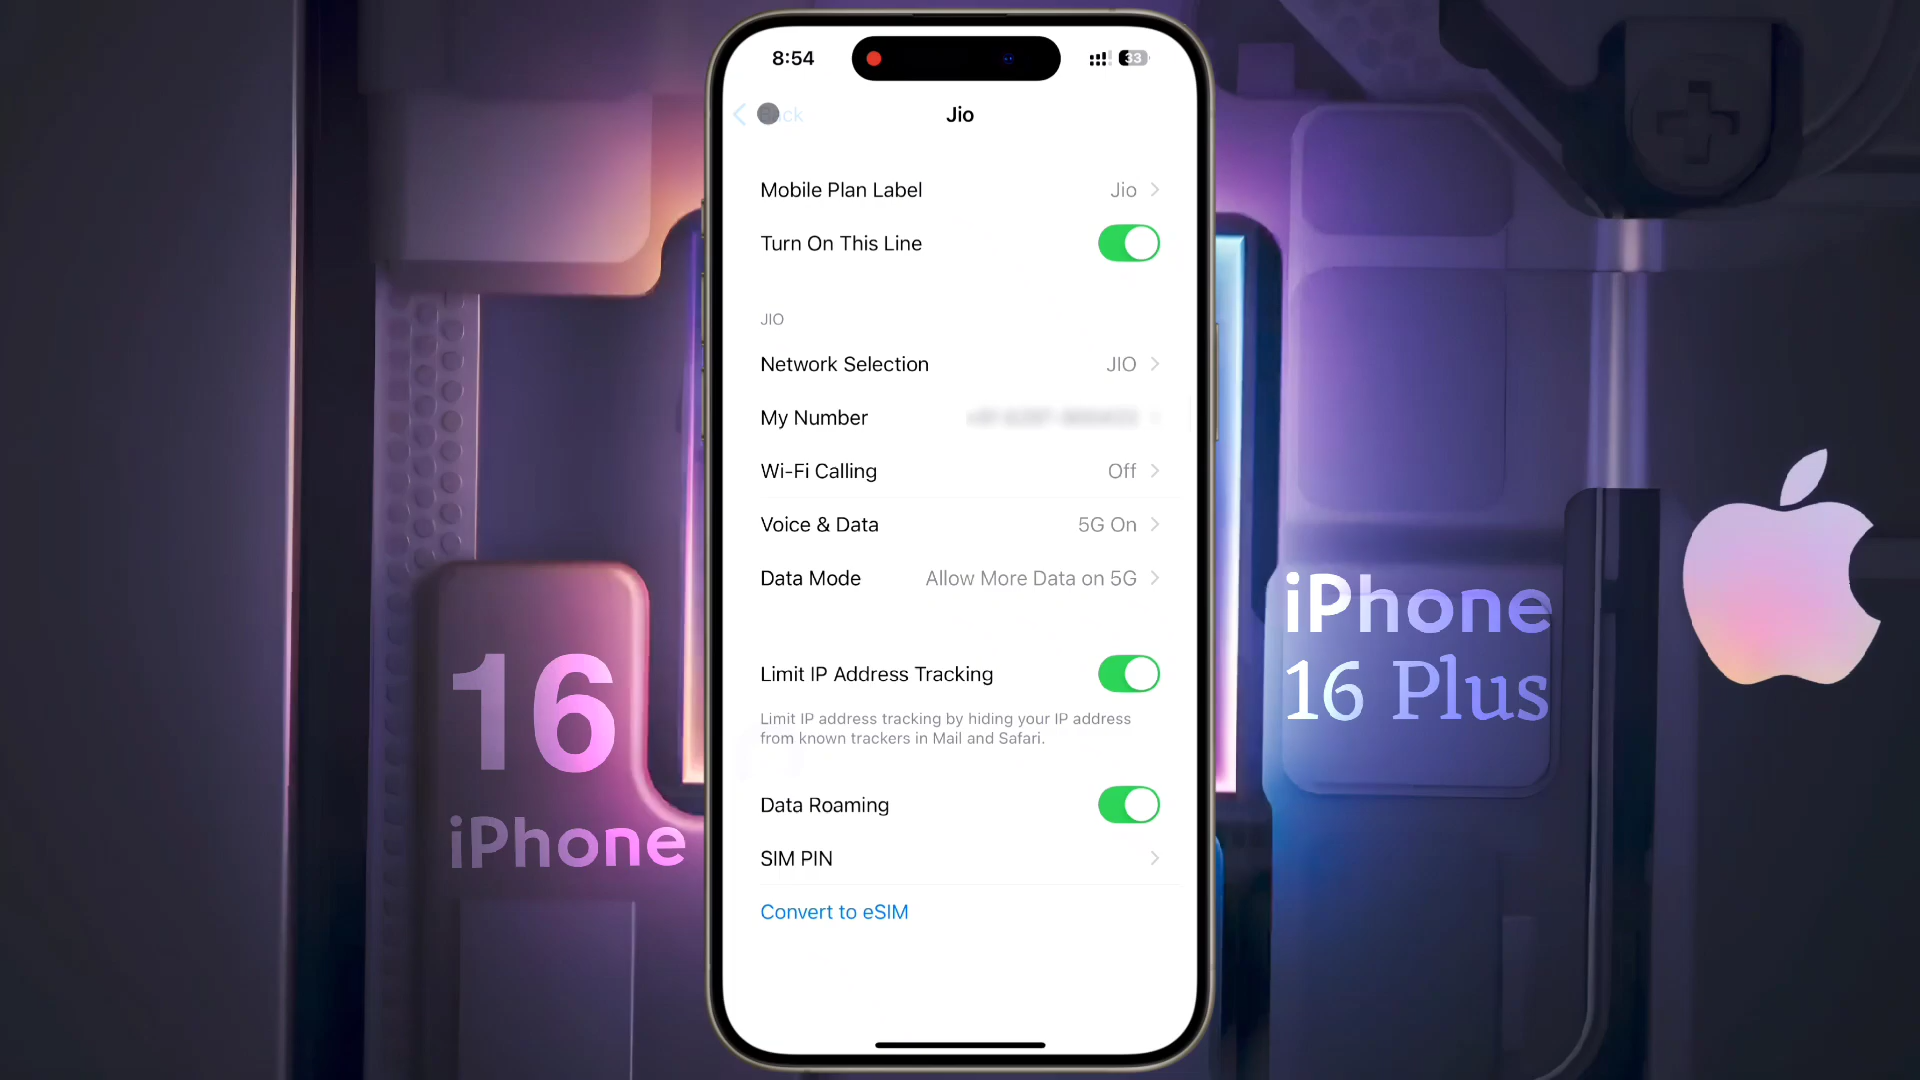 8:54
33
Jio
Mobile Plan Label Jio
Turn On This Line
JIO
Network Selection JIO
My Number
Wi-Fi Calling Off
Voice & Data 5G On
Data Mode Allow More Data on 5G
Limit IP Address Tracking
Limit IP address tracking by hiding your IP address
from known trackers in Mail and Safari.
Data Roaming
SIM PIN
Convert to eSIM
16
iPhone
iPhone
16 Plus